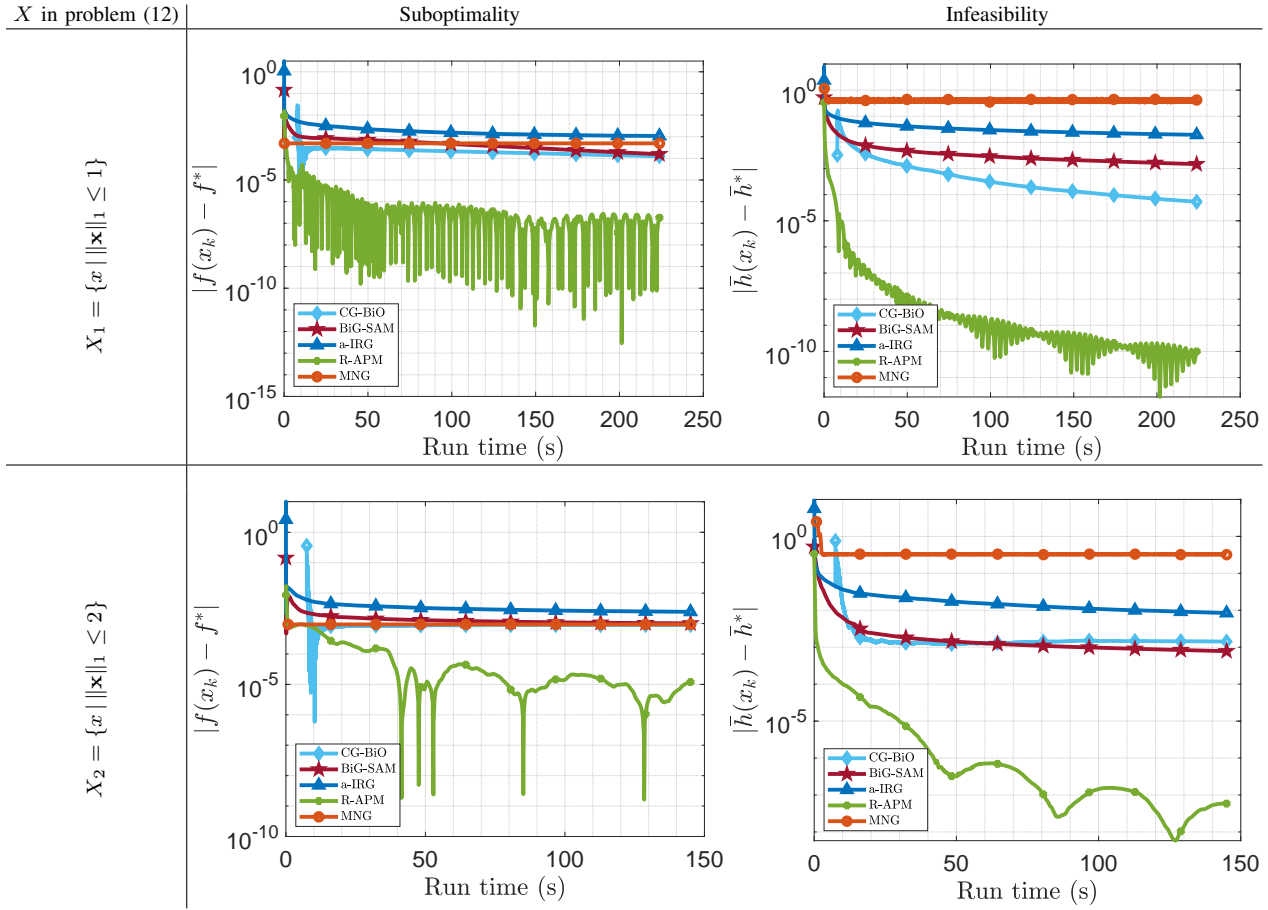 X in problem (12) Suboptimality Infeasibility
X₁ = {x | ‖𝐱‖₁ ≤ 1}
|f(x_k) − f*|
10^0
10^-5
10^-10
10^-15
CG-BiO
BiG-SAM
a-IRG
R-APM
MNG
0 50 100 150 200 250
Run time (s)
|h̄(x_k) − h̄*|
10^0
10^-5
10^-10
CG-BiO
BiG-SAM
a-IRG
R-APM
MNG
0 50 100 150 200 250
Run time (s)
X₂ = {x | ‖𝐱‖₁ ≤ 2}
|f(x_k) − f*|
10^0
10^-5
10^-10
CG-BiO
BiG-SAM
a-IRG
R-APM
MNG
0 50 100 150
Run time (s)
|h̄(x_k) − h̄*|
10^0
10^-5
CG-BiO
BiG-SAM
a-IRG
R-APM
MNG
0 50 100 150
Run time (s)